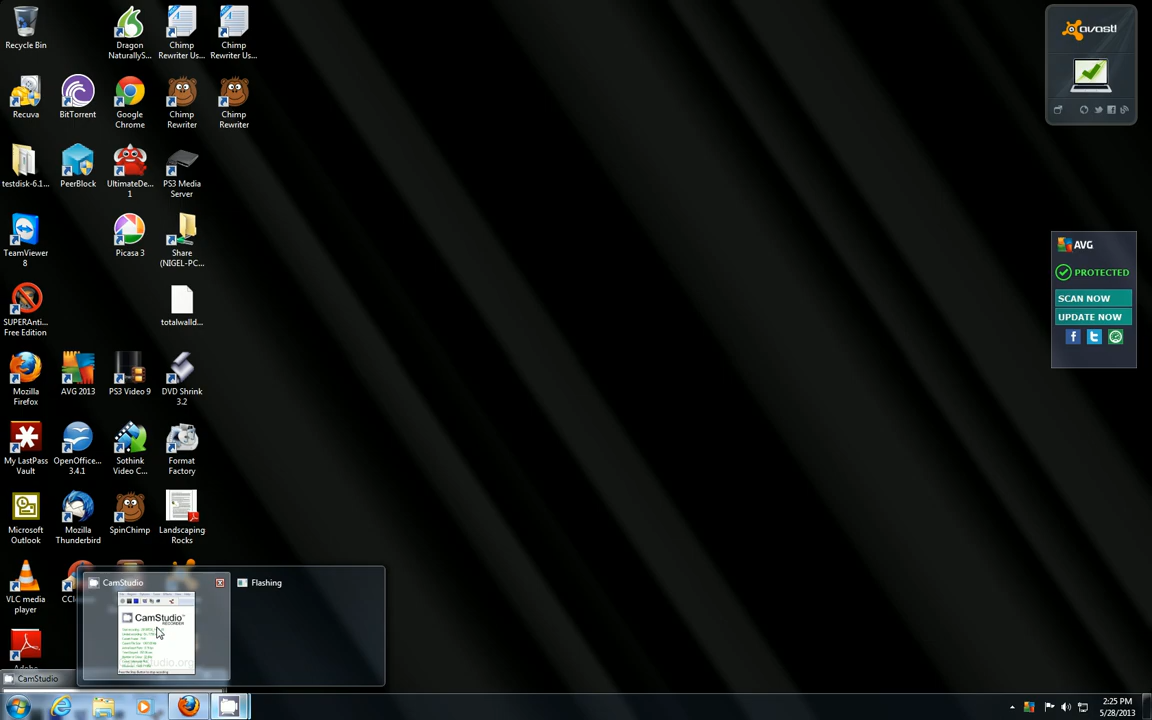 Recycle Bin
Dragon
NaturallyS...
Chimp
Rewriter Us...
Chimp
Rewriter Us...
avast!
Recuva
BitTorrent
Google
Chrome
Chimp
Rewriter
Chimp
Rewriter
testdisk-6.1...
PeerBlock
UltimateDe...
1
PS3 Media
Server
TeamViewer
8
Picasa 3
Share
(NIGEL-PC...
AVG
PROTECTED
SCAN NOW
UPDATE NOW
SUPERAnti...
Free Edition
totalwalld...
Mozilla
Firefox
AVG 2013
PS3 Video 9
DVD Shrink
3.2
My LastPass
Vault
OpenOffice...
3.4.1
Sothink
Video C...
Format
Factory
Microsoft
Outlook
Mozilla
Thunderbird
SpinChimp
Landscaping
Rocks
VLC media
player
CCl
CamStudio
Flashing
CamStudio
RECORDER
Adobe
CamStudio
2:25 PM
5/28/2013